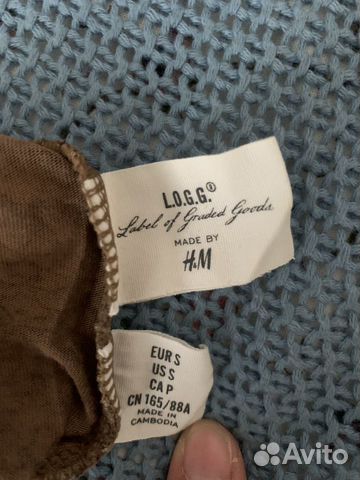 L.O.G.G.®
Label of Graded Goods
MADE BY
H&M
EUR S
US S
CA P
CN 165/88A
MADE IN
CAMBODIA
Avito